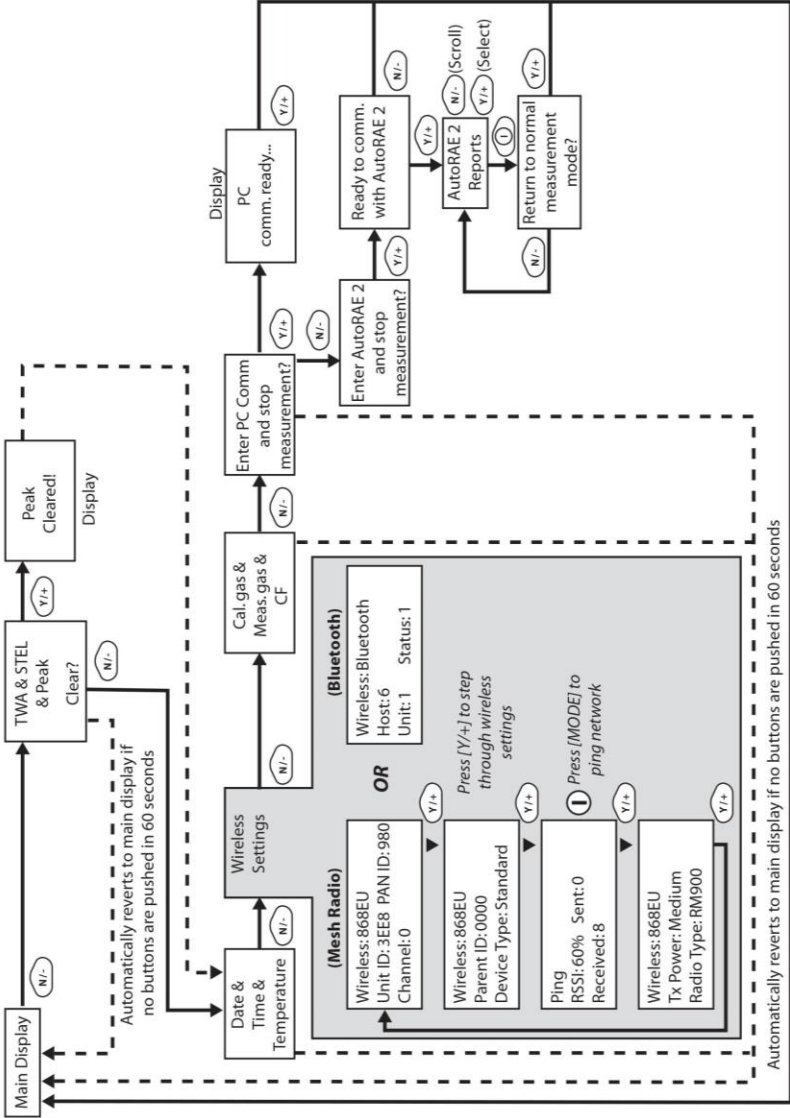 Main Display
N/-
TWA & STEL
& Peak
Clear?
Y/+
Peak
Cleared!
Display
N/-
Automatically reverts to main display if
no buttons are pushed in 60 seconds
Date &
Time &
Temperature
N/-
Wireless
Settings
N/-
Cal. gas &
Meas. gas &
CF
N/-
Enter PC Comm
and stop
measurement?
Y/+
Display
PC
comm. ready...
Y/+
N/-
Enter AutoRAE 2
and stop
measurement?
Y/+
Ready to comm.
with AutoRAE 2
N/-
Y/+
AutoRAE 2
Reports
N/- (Scroll)
Y/+ (Select)
Return to normal
measurement
mode?
N/-
Y/+
(Mesh Radio)
Wireless: 868EU
Unit ID: 3EE8 PAN ID: 980
Channel: 0
Y/+
OR
(Bluetooth)
Wireless: Bluetooth
Host: 6
Unit: 1 Status: 1
Press [Y/+] to step
through wireless
settings
Wireless: 868EU
Parent ID: 0000
Device Type: Standard
Y/+
Ping
RSSI: 60% Sent: 0
Received: 8
Press [MODE] to
ping network
Y/+
Wireless: 868EU
Tx Power: Medium
Radio Type: RM900
Y/+
Automatically reverts to main display if no buttons are pushed in 60 seconds